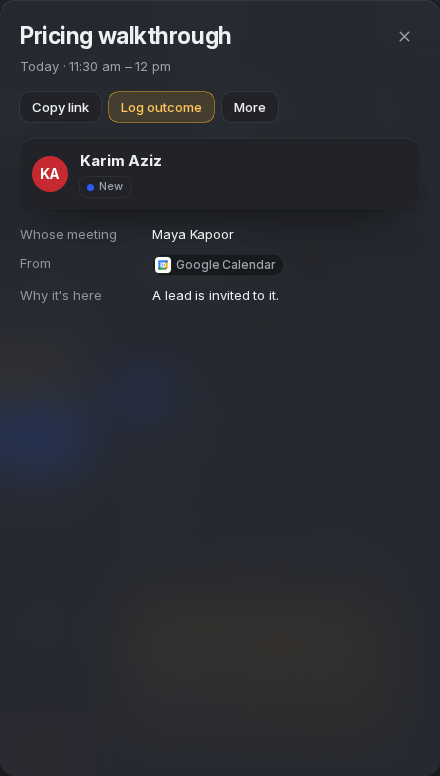 Pricing walkthrough
Today · 11:30 am – 12 pm
Copy link
Log outcome
More
KA
Karim Aziz
New
Whose meeting
Maya Kapoor
From
Google Calendar
Why it's here
A lead is invited to it.